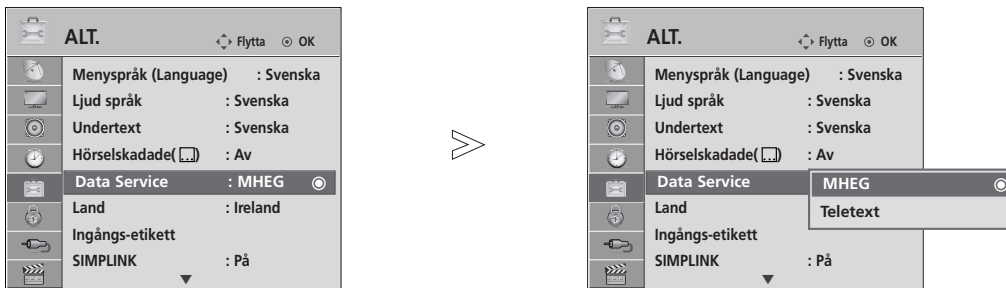 ALT.
Flytta OK
Menyspråk (Language) : Svenska
Ljud språk : Svenska
Undertext : Svenska
Hörselskadade( ) : Av
Data Service : MHEG
Land : Ireland
Ingångs-etikett
SIMPLINK : På
ALT.
Flytta OK
Menyspråk (Language) : Svenska
Ljud språk : Svenska
Undertext : Svenska
Hörselskadade( ) : Av
Data Service
MHEG
Land
Teletext
Ingångs-etikett
SIMPLINK : På